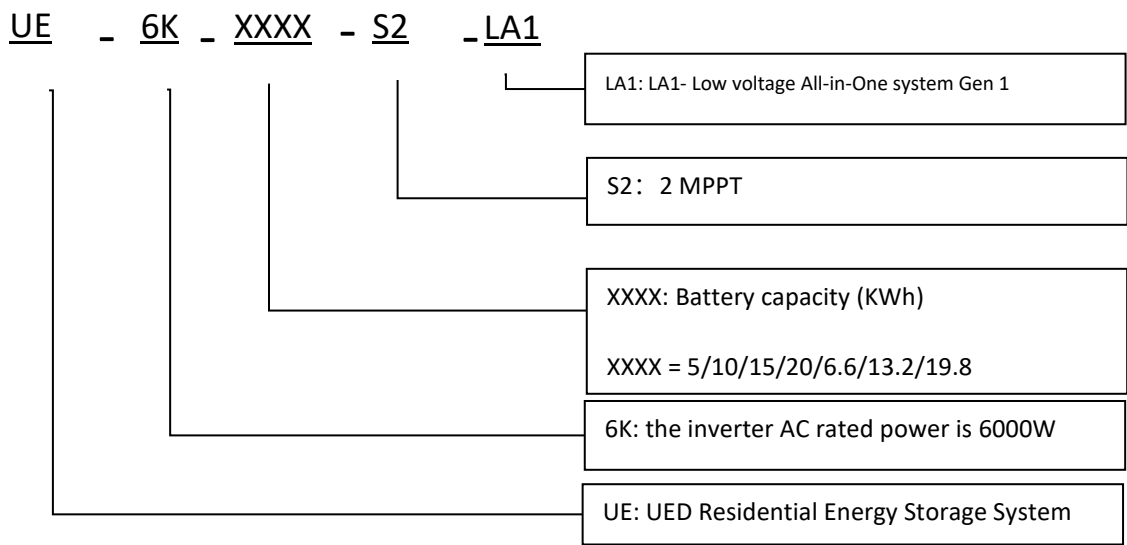 UE - 6K - XXXX - S2 - LA1
LA1: LA1- Low voltage All-in-One system Gen 1
S2： 2 MPPT
XXXX: Battery capacity (KWh)
XXXX = 5/10/15/20/6.6/13.2/19.8
6K: the inverter AC rated power is 6000W
UE: UED Residential Energy Storage System